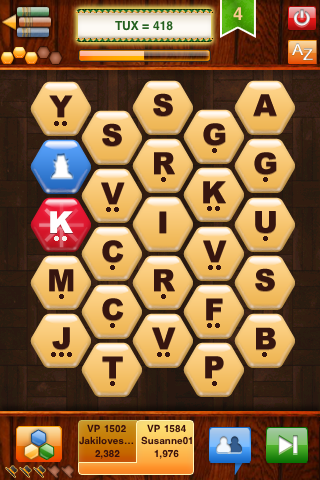 TUX = 418
4
AZ
Y S A
S G
R G
V K
K I U
C V
M R S
C F
J V B
T P
VP 1502 VP 1584
Jakiloves... Susanne01
2,382 1,976